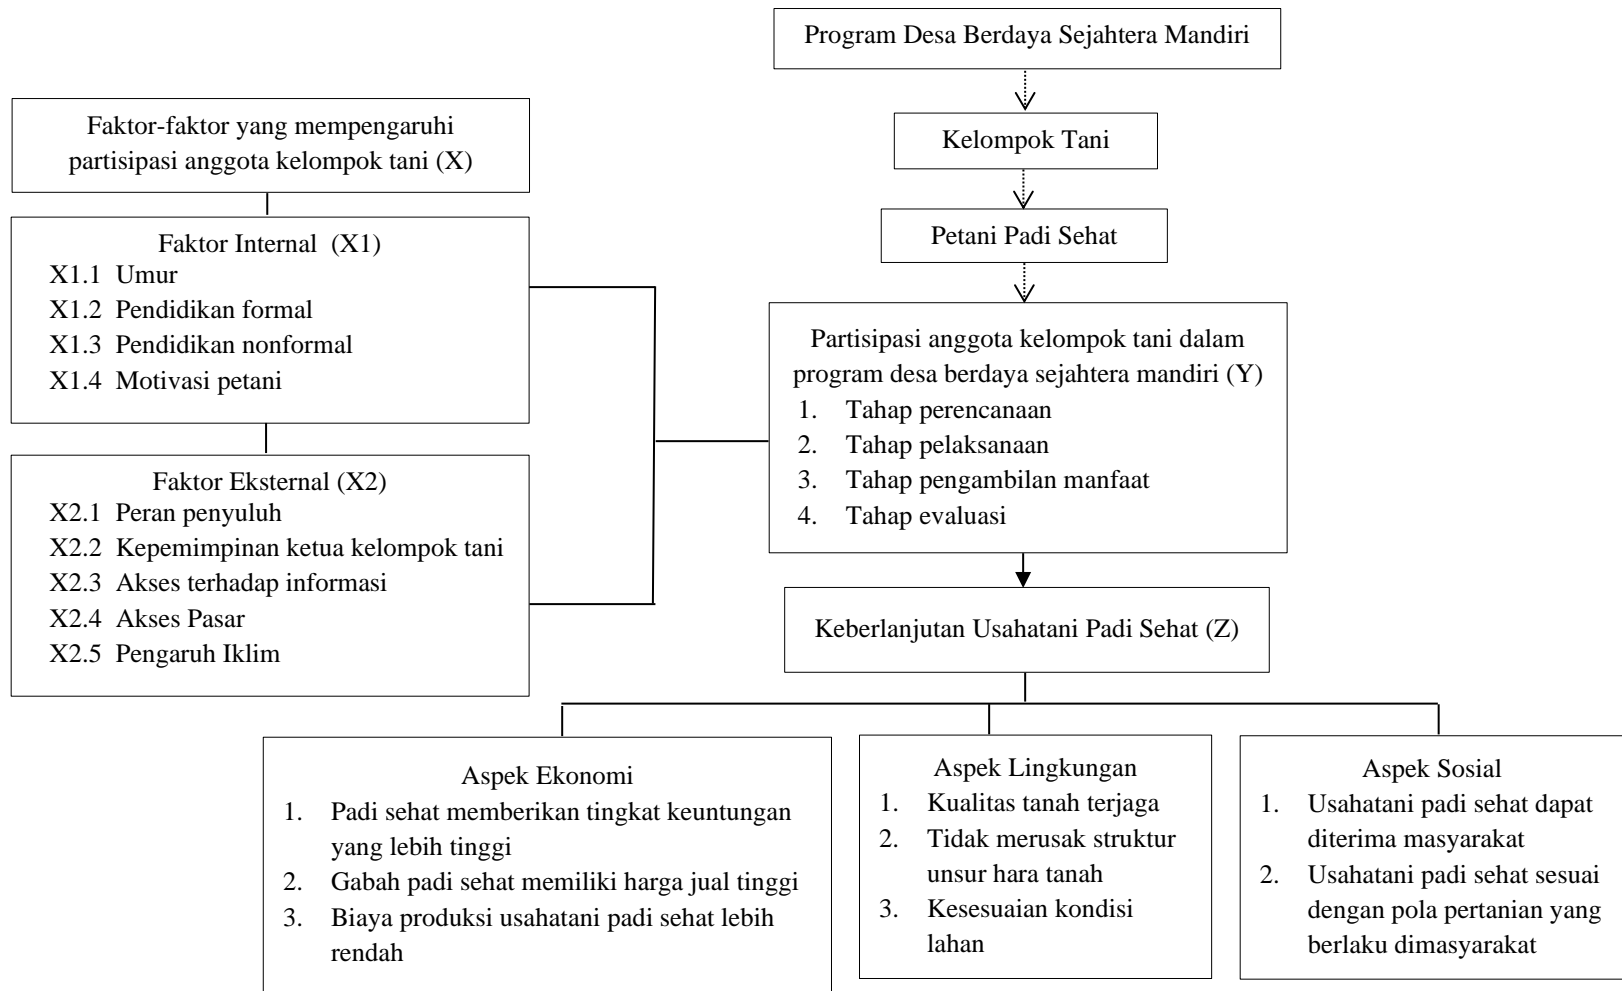 Program Desa Berdaya Sejahtera Mandiri
Kelompok Tani
Petani Padi Sehat
Faktor-faktor yang mempengaruhi
partisipasi anggota kelompok tani (X)
Faktor Internal (X1)
X1.1 Umur
X1.2 Pendidikan formal
X1.3 Pendidikan nonformal
X1.4 Motivasi petani
Faktor Eksternal (X2)
X2.1 Peran penyuluh
X2.2 Kepemimpinan ketua kelompok tani
X2.3 Akses terhadap informasi
X2.4 Akses Pasar
X2.5 Pengaruh Iklim
Partisipasi anggota kelompok tani dalam
program desa berdaya sejahtera mandiri (Y)
1. Tahap perencanaan
2. Tahap pelaksanaan
3. Tahap pengambilan manfaat
4. Tahap evaluasi
Keberlanjutan Usahatani Padi Sehat (Z)
Aspek Ekonomi
1. Padi sehat memberikan tingkat keuntungan
yang lebih tinggi
2. Gabah padi sehat memiliki harga jual tinggi
3. Biaya produksi usahatani padi sehat lebih
rendah
Aspek Lingkungan
1. Kualitas tanah terjaga
2. Tidak merusak struktur
unsur hara tanah
3. Kesesuaian kondisi
lahan
Aspek Sosial
1. Usahatani padi sehat dapat
diterima masyarakat
2. Usahatani padi sehat sesuai
dengan pola pertanian yang
berlaku dimasyarakat